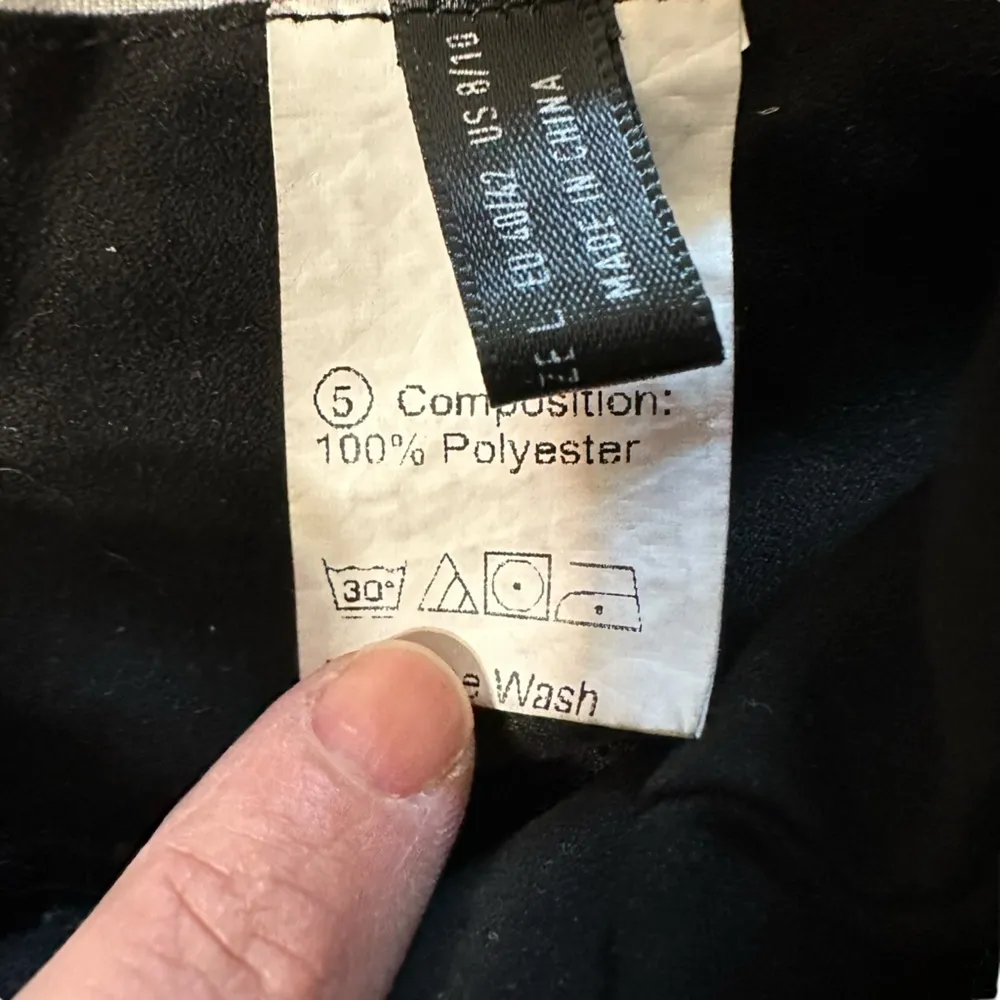 US 8/10
EU 40/42
L
MADE IN CHINA
5 Composition:
100% Polyester
30°
Wash